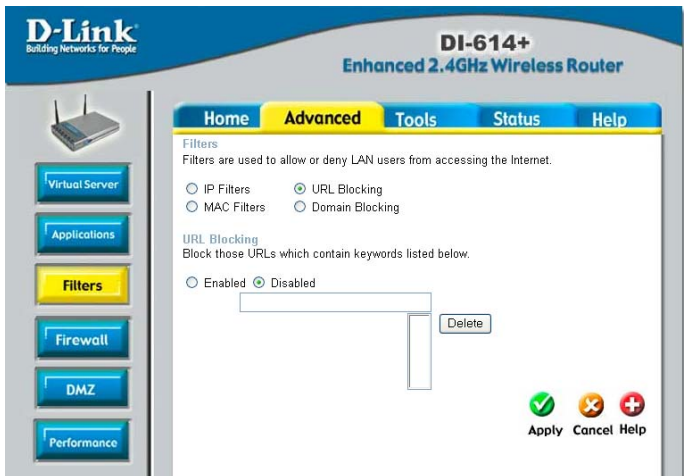 D-Link
Building Networks for People
DI-614+
Enhanced 2.4GHz Wireless Router
Home Advanced Tools Status Help
Virtual Server
Applications
Filters
Firewall
DMZ
Performance
Filters
Filters are used to allow or deny LAN users from accessing the Internet.
IP Filters URL Blocking
MAC Filters Domain Blocking
URL Blocking
Block those URLs which contain keywords listed below.
Enabled Disabled
Delete
Apply Cancel Help